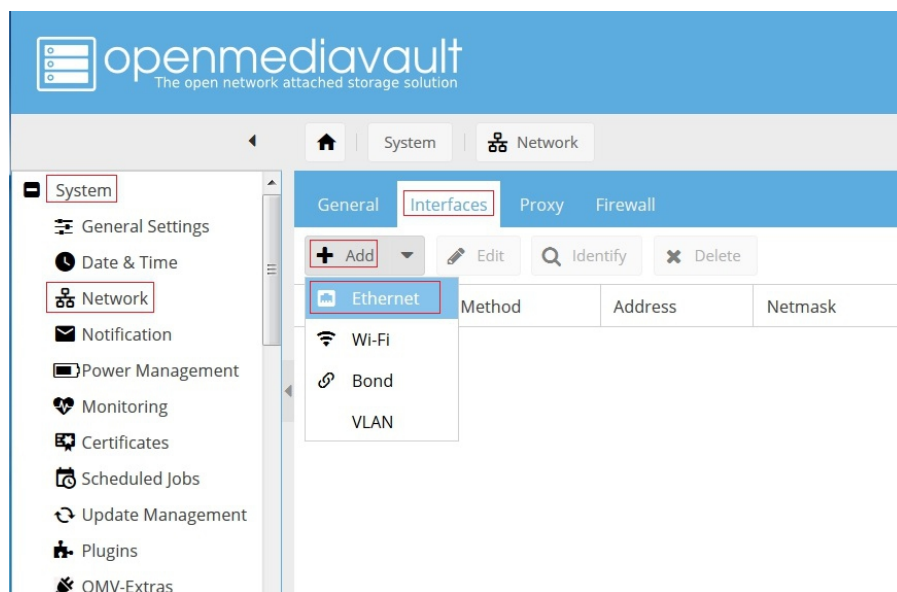 openmediavault
The open network attached storage solution
System
Network
System
General Settings
Date & Time
Network
Notification
Power Management
Monitoring
Certificates
Scheduled Jobs
Update Management
Plugins
OMV-Extras
General Interfaces Proxy Firewall
Add Edit Identify Delete
Method Address Netmask
Ethernet
Wi-Fi
Bond
VLAN